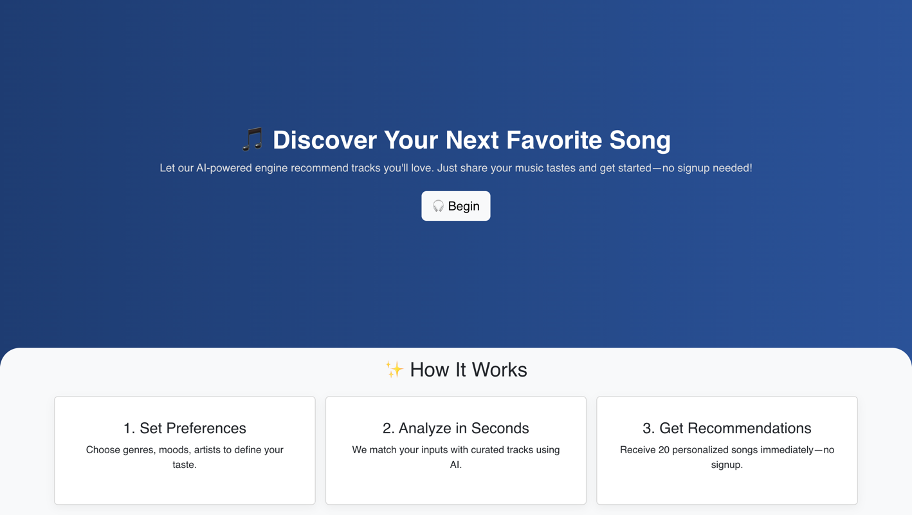 🎵 Discover Your Next Favorite Song
Let our AI-powered engine recommend tracks you'll love. Just share your music tastes and get started—no signup needed!
🎧 Begin
✨ How It Works
1. Set Preferences
Choose genres, moods, artists to define your
taste.
2. Analyze in Seconds
We match your inputs with curated tracks using
AI.
3. Get Recommendations
Receive 20 personalized songs immediately—no
signup.